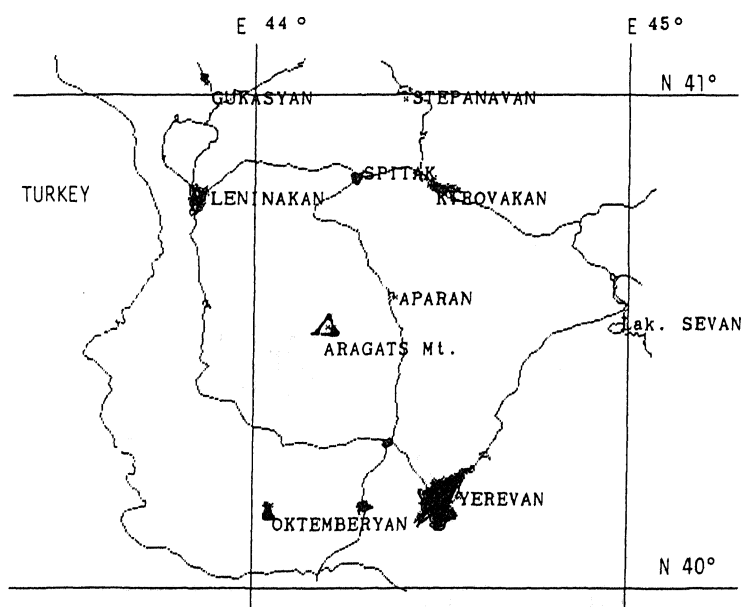 E 44°
E 45°
N 41°
GUKASYAN
STEPANAVAN
SPITAK
TURKEY
LENINAKAN
KIROVAKAN
APARAN
Lak. SEVAN
ARAGATS Mt.
YEREVAN
OKTEMBERYAN
N 40°